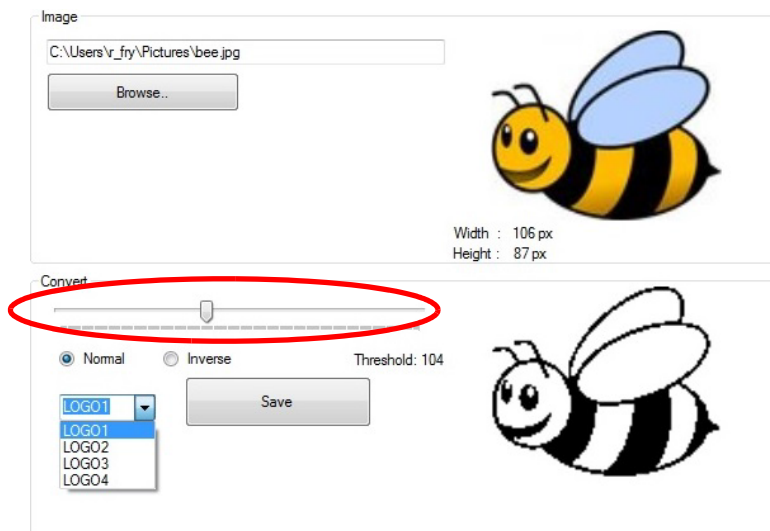 Image
C:\Users\r_fry\Pictures\bee.jpg
Browse..
Width : 106 px
Height : 87 px
Convert
Normal Inverse Threshold: 104
LOGO1 Save
LOGO1
LOGO2
LOGO3
LOGO4